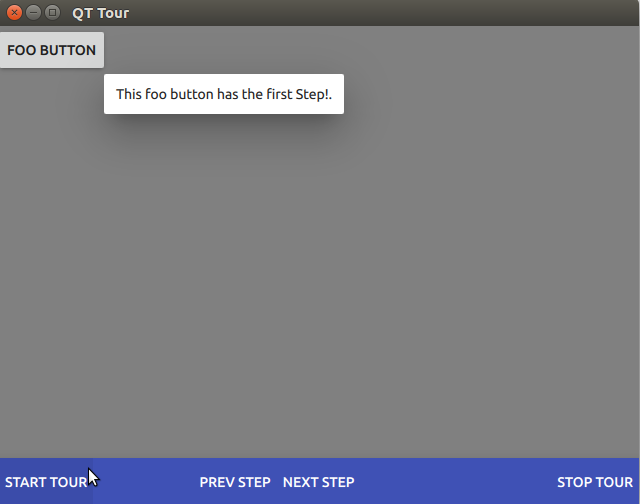 QT Tour
FOO BUTTON
This foo button has the first Step!.
START TOUR PREV STEP NEXT STEP STOP TOUR